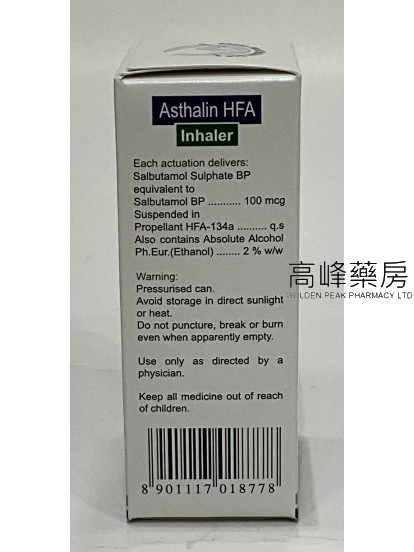 Asthalin HFA
Inhaler
Each actuation delivers:
Salbutamol Sulphate BP
equivalent to
Salbutamol BP ........... 100 mcg
Suspended in
Propellant HFA-134a .......... q.s
Also contains Absolute Alcohol
Ph.Eur.(Ethanol) ........ 2 % w/w
Warning:
Pressurised can.
Avoid storage in direct sunlight
or heat.
Do not puncture, break or burn
even when apparently empty.
Use only as directed by a
physician.
Keep all medicine out of reach
of children.
8 901117 018778
高峰藥房
GOLDEN PEAK PHARMACY LTD